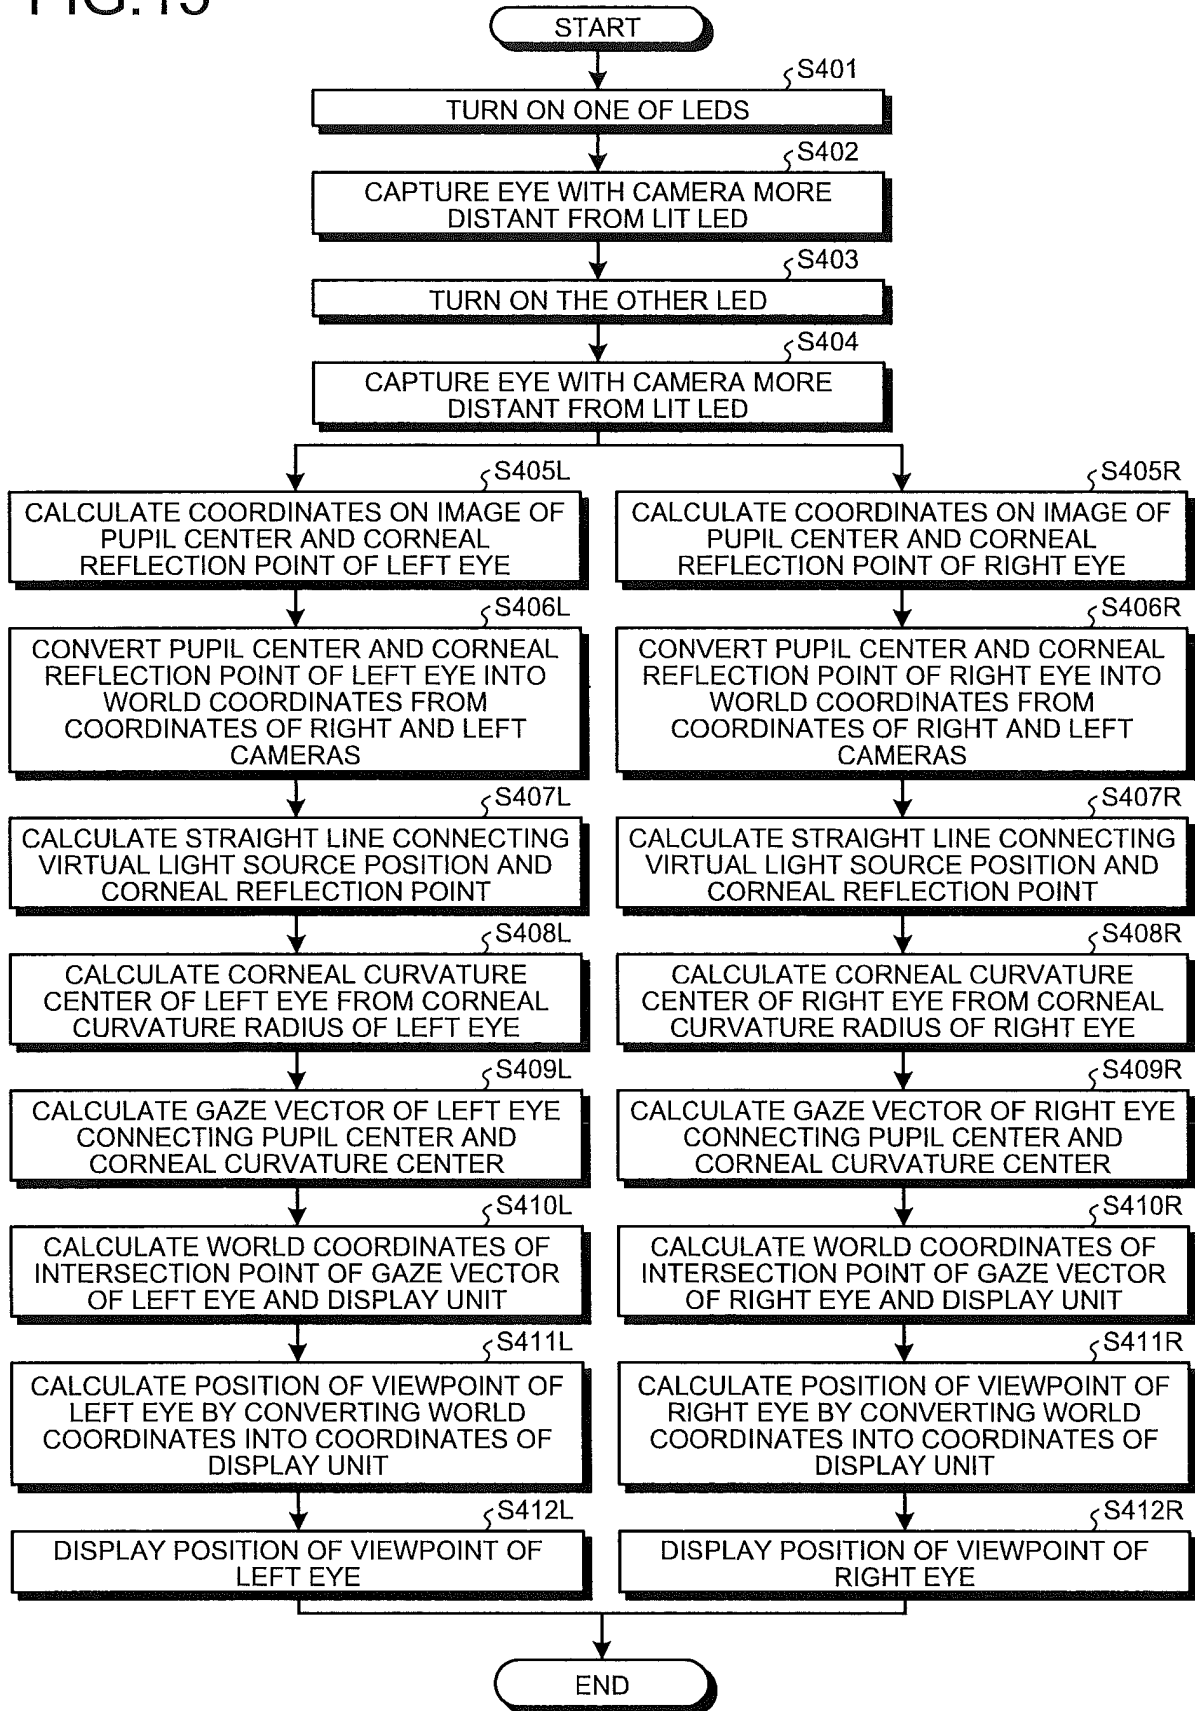 FIG.15
START
S401
TURN ON ONE OF LEDS
S402
CAPTURE EYE WITH CAMERA MORE
DISTANT FROM LIT LED
S403
TURN ON THE OTHER LED
S404
CAPTURE EYE WITH CAMERA MORE
DISTANT FROM LIT LED
S405L
CALCULATE COORDINATES ON IMAGE OF
PUPIL CENTER AND CORNEAL
REFLECTION POINT OF LEFT EYE
S406L
CONVERT PUPIL CENTER AND CORNEAL
REFLECTION POINT OF LEFT EYE INTO
WORLD COORDINATES FROM
COORDINATES OF RIGHT AND LEFT
CAMERAS
S407L
CALCULATE STRAIGHT LINE CONNECTING
VIRTUAL LIGHT SOURCE POSITION AND
CORNEAL REFLECTION POINT
S408L
CALCULATE CORNEAL CURVATURE
CENTER OF LEFT EYE FROM CORNEAL
CURVATURE RADIUS OF LEFT EYE
S409L
CALCULATE GAZE VECTOR OF LEFT EYE
CONNECTING PUPIL CENTER AND
CORNEAL CURVATURE CENTER
S410L
CALCULATE WORLD COORDINATES OF
INTERSECTION POINT OF GAZE VECTOR
OF LEFT EYE AND DISPLAY UNIT
S411L
CALCULATE POSITION OF VIEWPOINT OF
LEFT EYE BY CONVERTING WORLD
COORDINATES INTO COORDINATES OF
DISPLAY UNIT
S412L
DISPLAY POSITION OF VIEWPOINT OF
LEFT EYE
S405R
CALCULATE COORDINATES ON IMAGE OF
PUPIL CENTER AND CORNEAL
REFLECTION POINT OF RIGHT EYE
S406R
CONVERT PUPIL CENTER AND CORNEAL
REFLECTION POINT OF RIGHT EYE INTO
WORLD COORDINATES FROM
COORDINATES OF RIGHT AND LEFT
CAMERAS
S407R
CALCULATE STRAIGHT LINE CONNECTING
VIRTUAL LIGHT SOURCE POSITION AND
CORNEAL REFLECTION POINT
S408R
CALCULATE CORNEAL CURVATURE
CENTER OF RIGHT EYE FROM CORNEAL
CURVATURE RADIUS OF RIGHT EYE
S409R
CALCULATE GAZE VECTOR OF RIGHT EYE
CONNECTING PUPIL CENTER AND
CORNEAL CURVATURE CENTER
S410R
CALCULATE WORLD COORDINATES OF
INTERSECTION POINT OF GAZE VECTOR
OF RIGHT EYE AND DISPLAY UNIT
S411R
CALCULATE POSITION OF VIEWPOINT OF
RIGHT EYE BY CONVERTING WORLD
COORDINATES INTO COORDINATES OF
DISPLAY UNIT
S412R
DISPLAY POSITION OF VIEWPOINT OF
RIGHT EYE
END